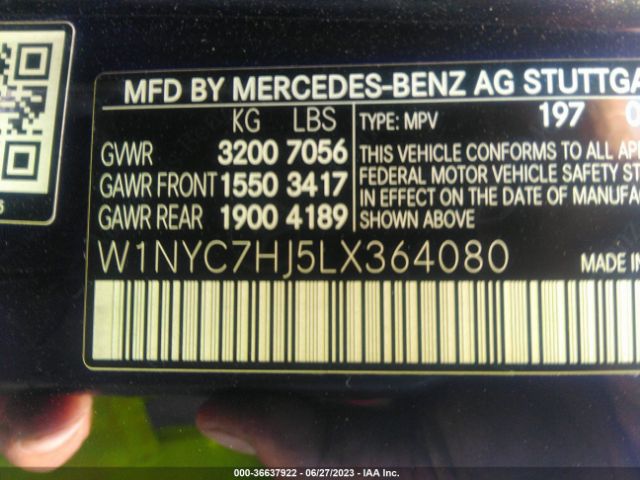 MFD BY MERCEDES-BENZ AG STUTTGA
KG LBS
GVWR 3200 7056
GAWR FRONT 1550 3417
GAWR REAR 1900 4189
TYPE: MPV 197 0
THIS VEHICLE CONFORMS TO ALL APP
FEDERAL MOTOR VEHICLE SAFETY ST
IN EFFECT ON THE DATE OF MANUFA
SHOWN ABOVE
W1NYC7HJ5LX364080
MADE IN
000-36637922 / 06/27/2023 - IAA Inc.